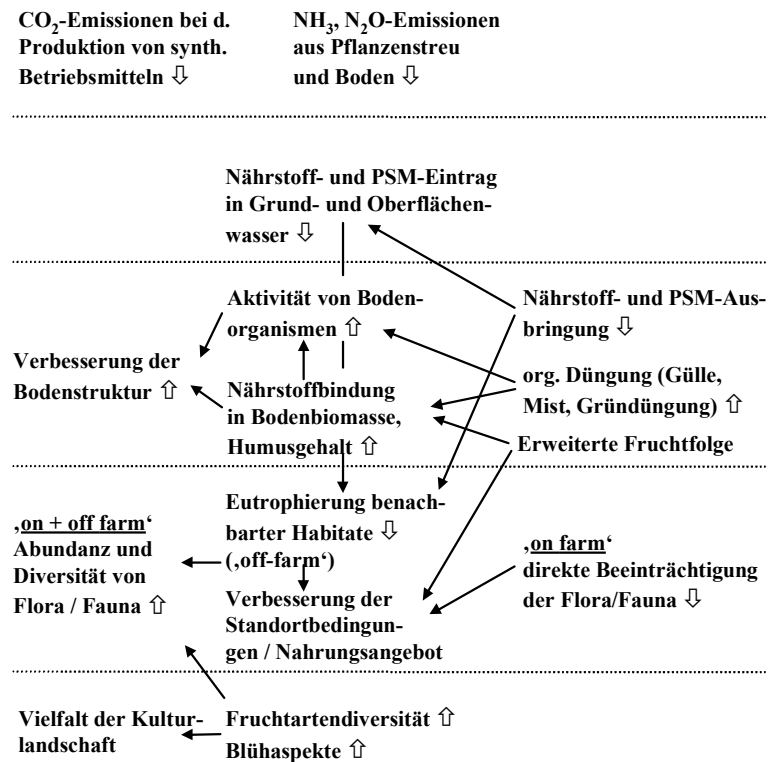 CO₂-Emissionen bei d.
Produktion von synth.
Betriebsmitteln ⇩
NH₃, N₂O-Emissionen
aus Pflanzenstreu
und Boden ⇩
Nährstoff- und PSM-Eintrag
in Grund- und Oberflächen-
wasser ⇩
Aktivität von Boden-
organismen ⇧
Nährstoff- und PSM-Aus-
bringung ⇩
Verbesserung der
Bodenstruktur ⇧
Nährstoffbindung
in Bodenbiomasse,
Humusgehalt ⇧
org. Düngung (Gülle,
Mist, Gründüngung) ⇧
Erweiterte Fruchtfolge
‚on + off farm‘
Abundanz und
Diversität von
Flora / Fauna ⇧
Eutrophierung benach-
barter Habitate ⇩
(‚off-farm‘)
Verbesserung der
Standortbedingun-
gen / Nahrungsangebot
‚on farm‘
direkte Beeinträchtigung
der Flora/Fauna ⇩
Vielfalt der Kultur-
landschaft
Fruchtartendiversität ⇧
Blühaspekte ⇧